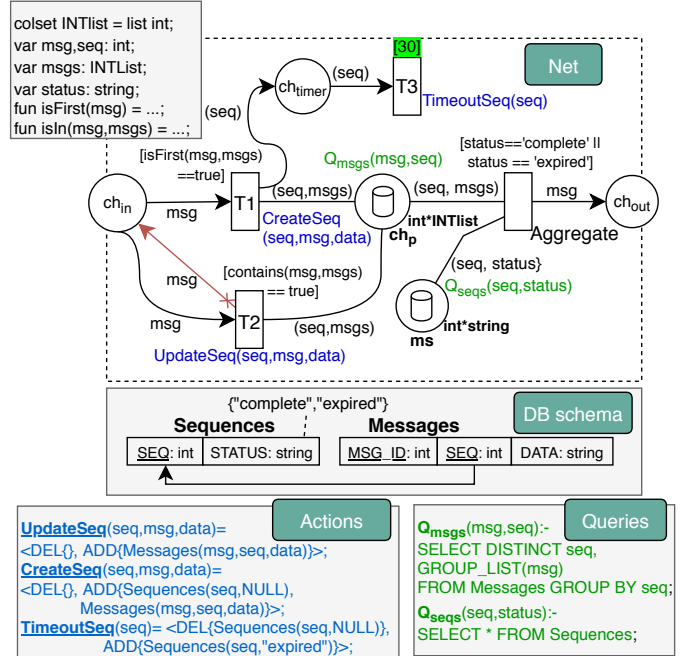 colset INTlist = list int;
var msg,seq: int;
var msgs: INTList;
var status: string;
fun isFirst(msg) = ...;
fun isIn(msg,msgs) = ...;
Net
[30]
ch_timer
(seq)
T3
TimeoutSeq(seq)
(seq)
[isFirst(msg,msgs)
==true]
Q_msgs(msg,seq)
[status=='complete' ||
status == 'expired']
ch_in
msg
T1
(seq,msgs)
(seq, msgs)
msg
ch_out
CreateSeq
(seq,msg,data)
int*INTlist
ch_p
Aggregate
msg
[contains(msg,msgs)
== true]
(seq, status}
Q_seqs(seq,status)
msg
T2
(seq,msgs)
int*string
ms
UpdateSeq(seq,msg,data)
{"complete","expired"}
DB schema
Sequences
Messages
SEQ: int
STATUS: string
MSG_ID: int
SEQ: int
DATA: string
Actions
UpdateSeq(seq,msg,data)=
<DEL{}, ADD{Messages(msg,seq,data)}>;
CreateSeq(seq,msg,data)=
<DEL{}, ADD{Sequences(seq,NULL),
Messages(msg,seq,data)}>;
TimeoutSeq(seq)= <DEL{Sequences(seq,NULL)},
ADD{Sequences(seq,"expired")}>;
Queries
Q_msgs(msg,seq):-
SELECT DISTINCT seq,
GROUP_LIST(msg)
FROM Messages GROUP BY seq;
Q_seqs(seq,status):-
SELECT * FROM Sequences;